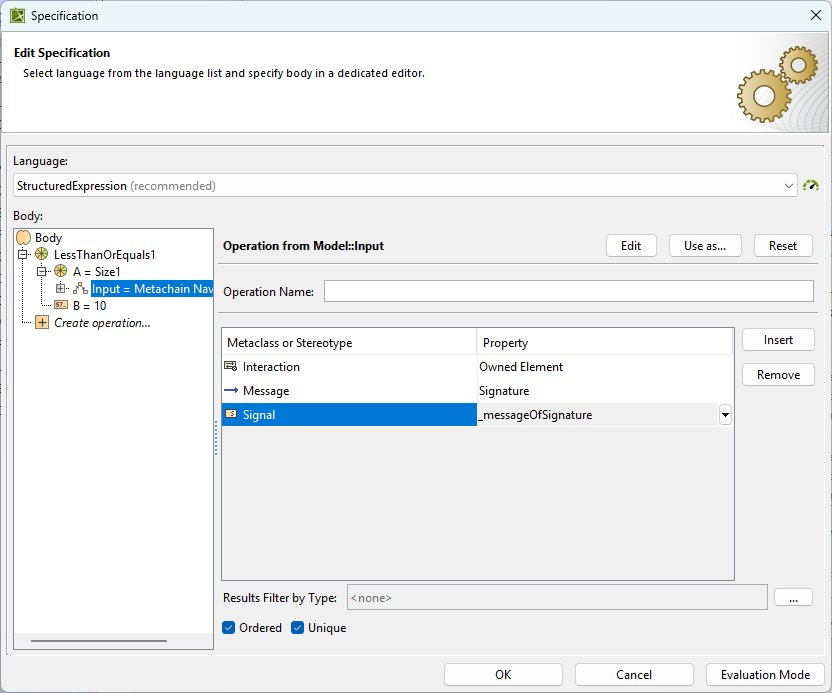 Specification
Edit Specification
Select language from the language list and specify body in a dedicated editor.
Language:
StructuredExpression (recommended)
Body:
Body
LessThanOrEquals1
A = Size1
Input = Metachain Nav
B = 10
Create operation...
Operation from Model::Input
Edit
Use as...
Reset
Operation Name:
Metaclass or Stereotype
Property
Interaction
Owned Element
Message
Signature
Signal
_messageOfSignature
Insert
Remove
Results Filter by Type:
<none>
...
Ordered
Unique
OK
Cancel
Evaluation Mode